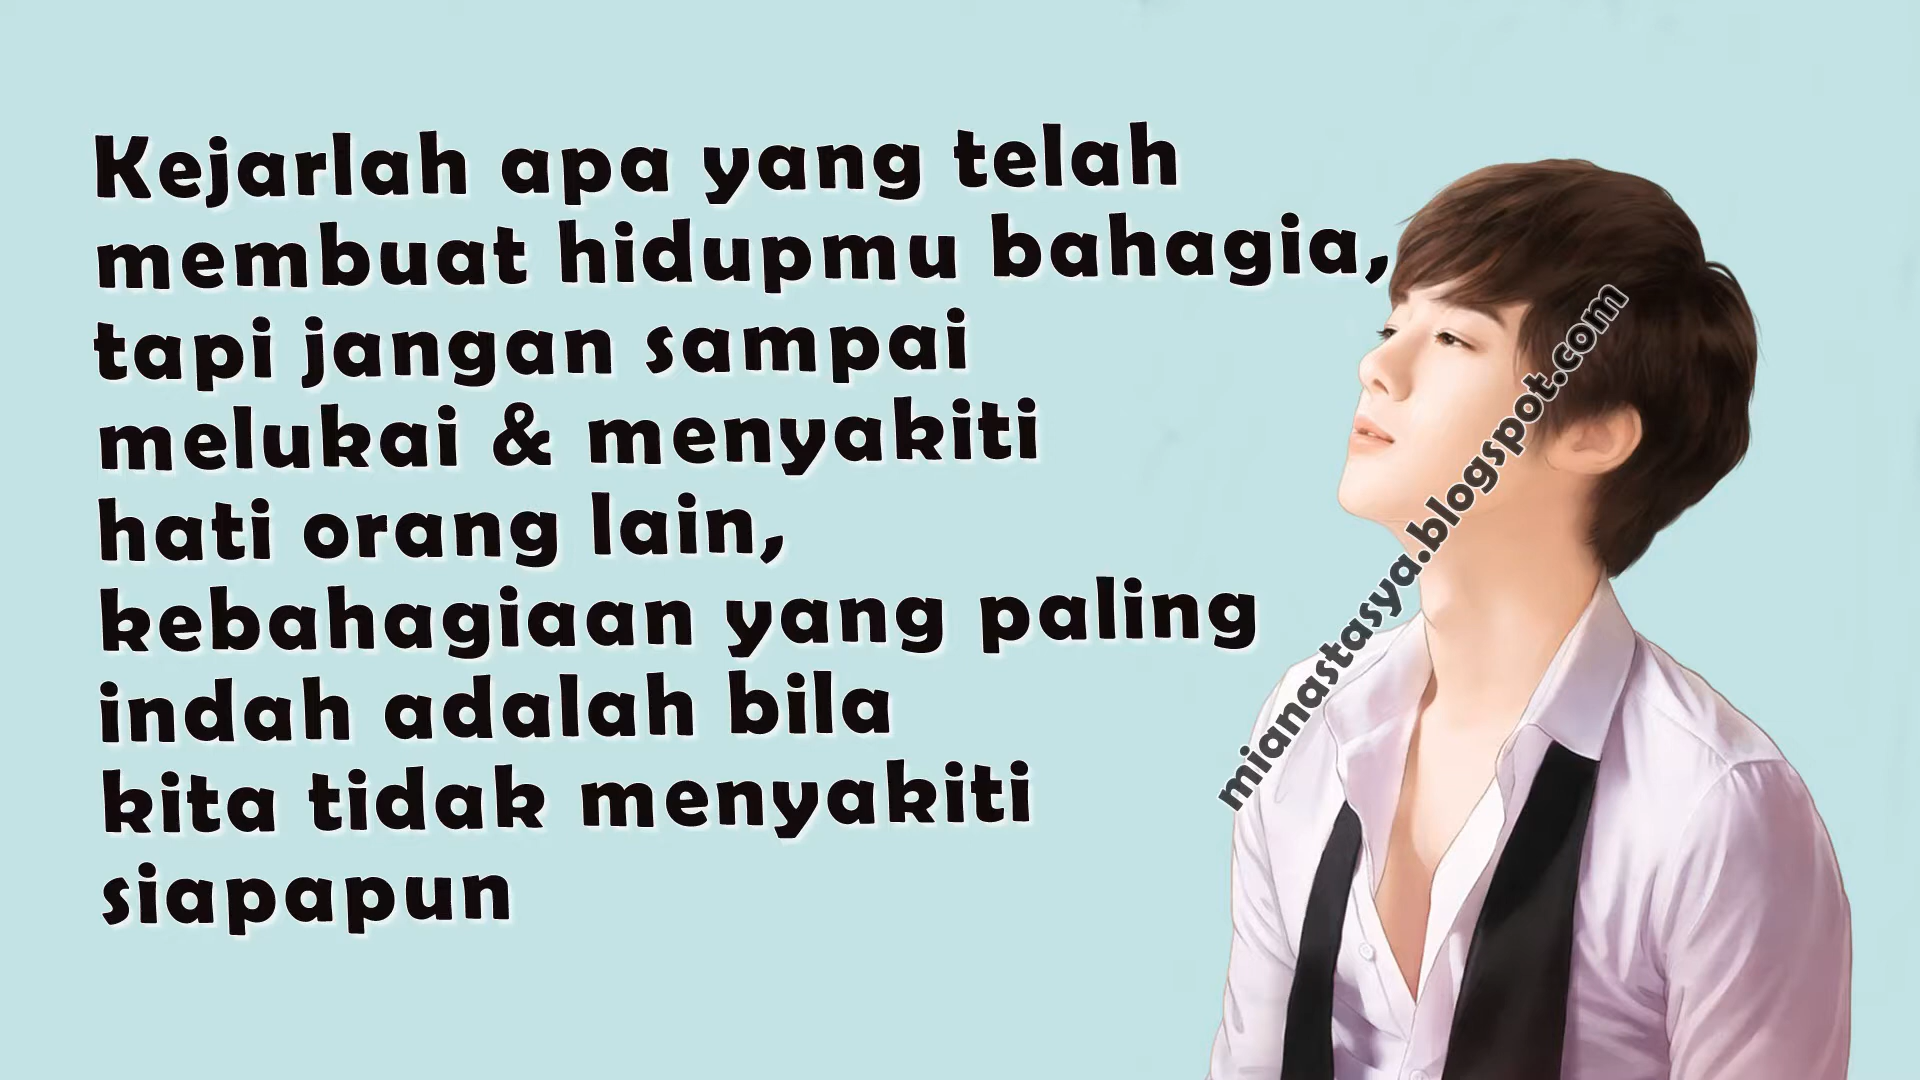 Kejarlah apa yang telah
membuat hidupmu bahagia,
tapi jangan sampai
melukai & menyakiti
hati orang lain,
kebahagiaan yang paling
indah adalah bila
kita tidak menyakiti
siapapun
mianastasya.blogspot.com